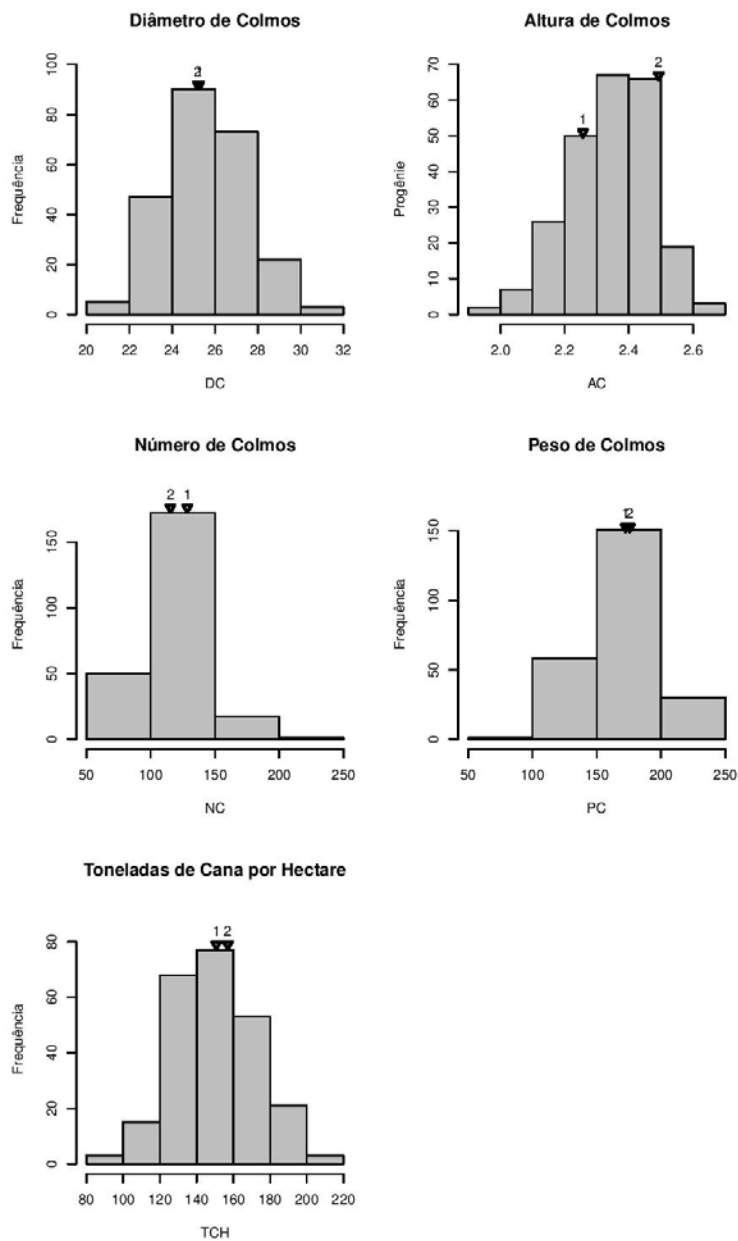 Diâmetro de Colmos
Frequência
0 20 40 60 80 100
21
20 22 24 26 28 30 32
DC
Altura de Colmos
Progênie
0 10 20 30 40 50 60 70
1
2
2.0 2.2 2.4 2.6
AC
Número de Colmos
Frequência
0 50 100 150
2 1
50 100 150 200 250
NC
Peso de Colmos
Frequência
0 50 100 150
12
50 100 150 200 250
PC
Toneladas de Cana por Hectare
Frequência
0 20 40 60 80
1 2
80 100 120 140 160 180 200 220
TCH